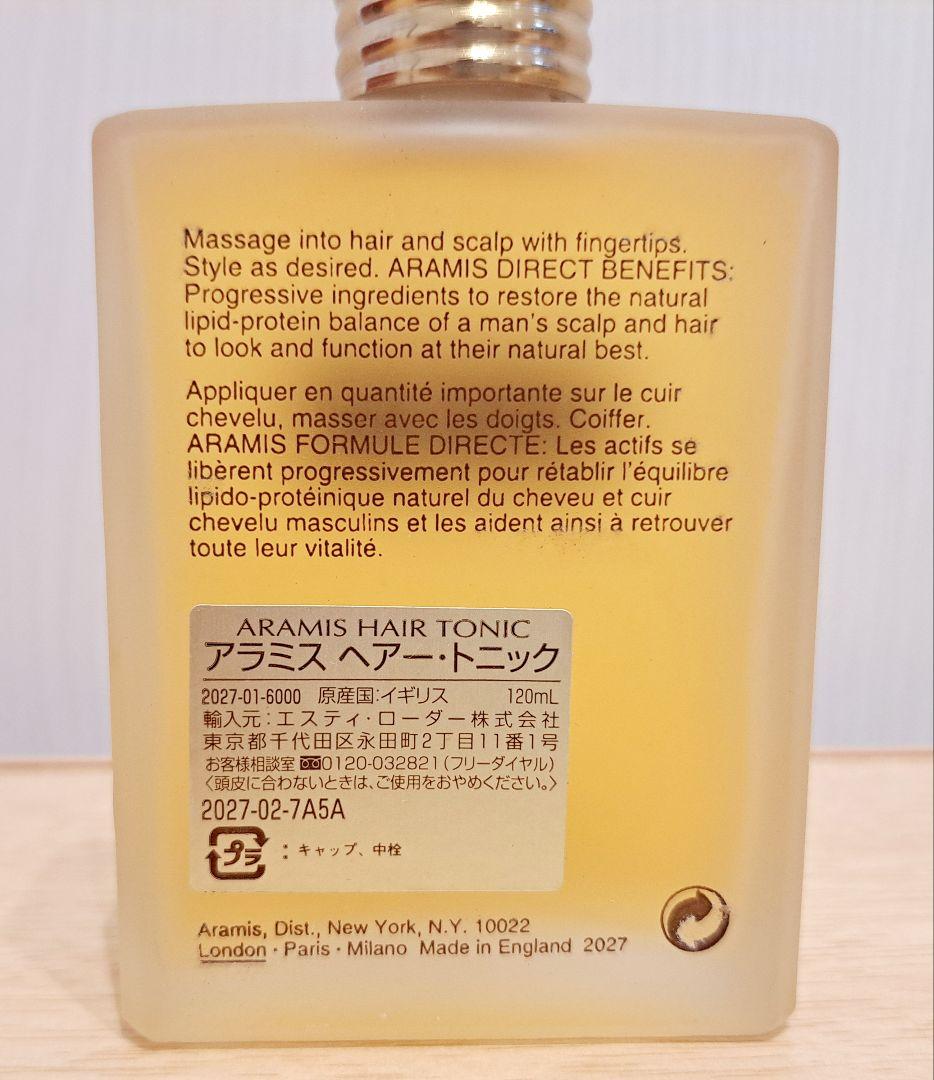 Massage into hair and scalp with fingertips.
Style as desired. ARAMIS DIRECT BENEFITS:
Progressive ingredients to restore the natural
lipid-protein balance of a man's scalp and hair
to look and function at their natural best.
Appliquer en quantité importante sur le cuir
chevelu, masser avec les doigts. Coiffer.
ARAMIS FORMULE DIRECTE: Les actifs se
libèrent progressivement pour rétablir l'équilibre
lipido-protéinique naturel du cheveu et cuir
chevelu masculins et les aident ainsi à retrouver
toute leur vitalité.
ARAMIS HAIR TONIC
アラミス ヘアー・トニック
2027-01-6000 原産国:イギリス 120mL
輸入元:エスティ・ローダー株式会社
東京都千代田区永田町2丁目11番1号
お客様相談室 0120-032821(フリーダイヤル)
〈頭皮に合わないときは、ご使用をおやめください。〉
2027-02-7A5A
プラ : キャップ、中栓
Aramis, Dist., New York, N.Y. 10022
London · Paris · Milano Made in England 2027